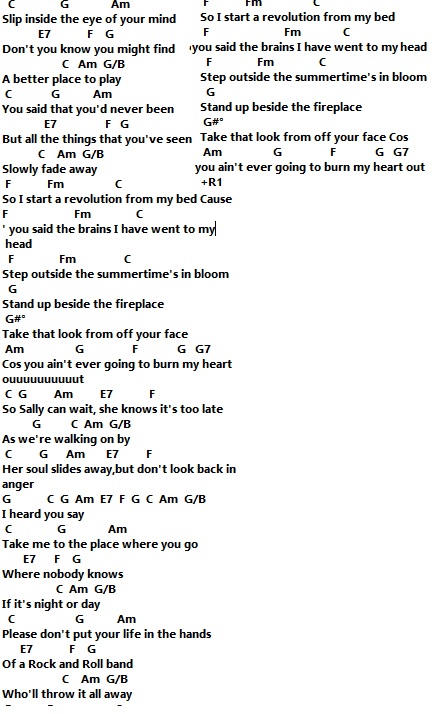 C G Am
Slip inside the eye of your mind
E7 F G
Don't you know you might find
C Am G/B
A better place to play
C G Am
You said that you'd never been
E7 F G
But all the things that you've seen
C Am G/B
Slowly fade away
F Fm C
So I start a revolution from my bed Cause
F Fm C
' you said the brains I have went to my
head
F Fm C
Step outside the summertime's in bloom
G
Stand up beside the fireplace
G#°
Take that look from off your face
Am G F G G7
Cos you ain't ever going to burn my heart
ouuuuuuuuuut
C G Am E7 F
So Sally can wait, she knows it's too late
G C Am G/B
As we're walking on by
C G Am E7 F
Her soul slides away,but don't look back in
anger
G C G Am E7 F G C Am G/B
I heard you say
C G Am
Take me to the place where you go
E7 F G
Where nobody knows
C Am G/B
If it's night or day
C G Am
Please don't put your life in the hands
E7 F G
Of a Rock and Roll band
C Am G/B
Who'll throw it all away
F Fm C
So I start a revolution from my bed
F Fm C
you said the brains I have went to my head
F Fm C
Step outside the summertime's in bloom
G
Stand up beside the fireplace
G#°
Take that look from off your face Cos
Am G F G G7
you ain't ever going to burn my heart out
+R1